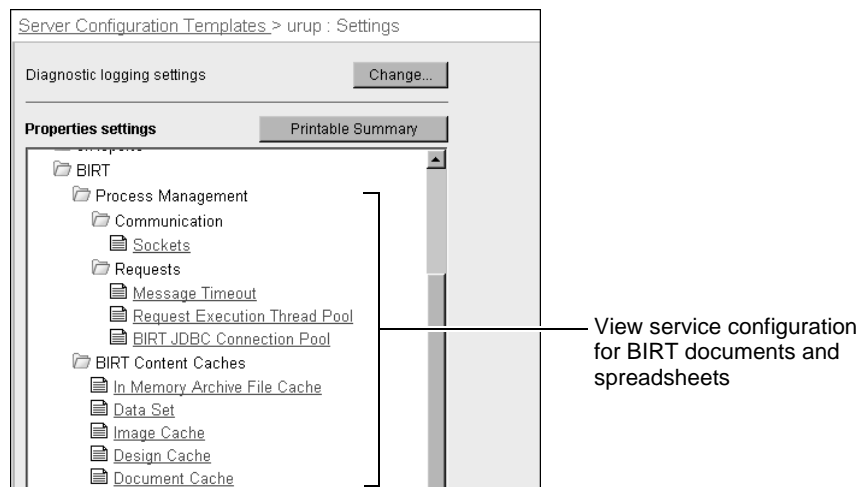 Server Configuration Templates > urup : Settings
Diagnostic logging settings
Change...
Properties settings
Printable Summary
BIRT
Process Management
Communication
Sockets
Requests
Message Timeout
Request Execution Thread Pool
BIRT JDBC Connection Pool
BIRT Content Caches
In Memory Archive File Cache
Data Set
Image Cache
Design Cache
Document Cache
View service configuration
for BIRT documents and
spreadsheets